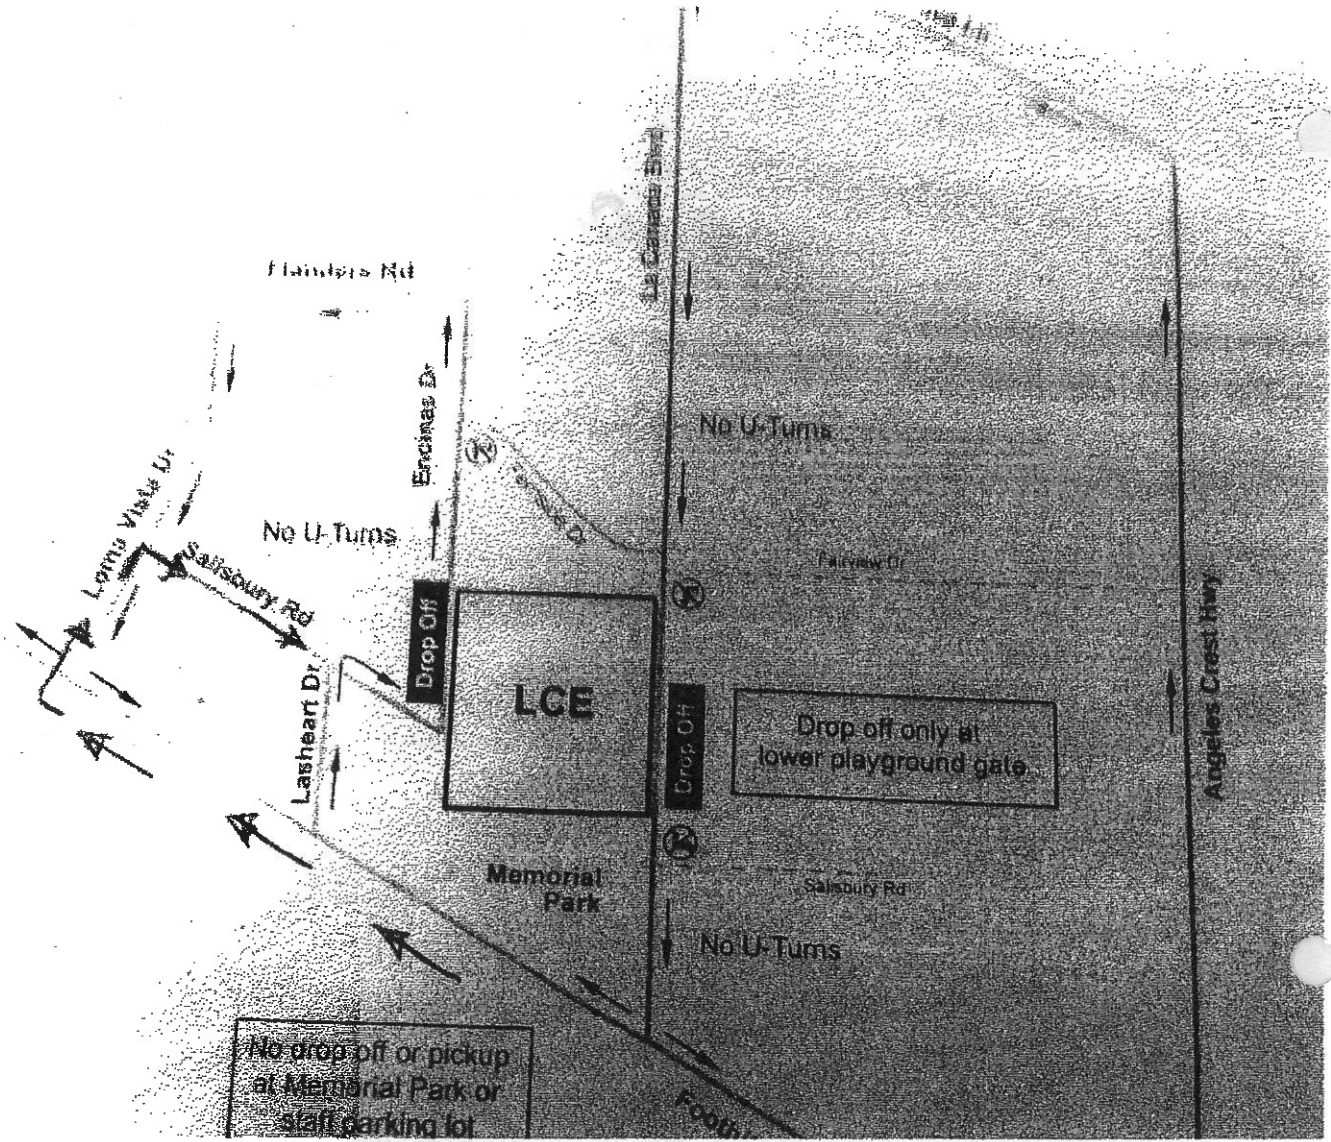 La Canada Blvd
Flanders Rd
Encinas Dr
No U-Turns
Loma Vista Dr
No U-Turns
Salisbury Rd
Fairview Dr
Drop Off
LCE
Drop Off
Drop off only at
lower playground gate
Angeles Crest Hwy
Lasheart Dr
Memorial
Park
Salisbury Rd
No U-Turns
No drop off or pickup
at Memorial Park or
staff parking lot
Footh